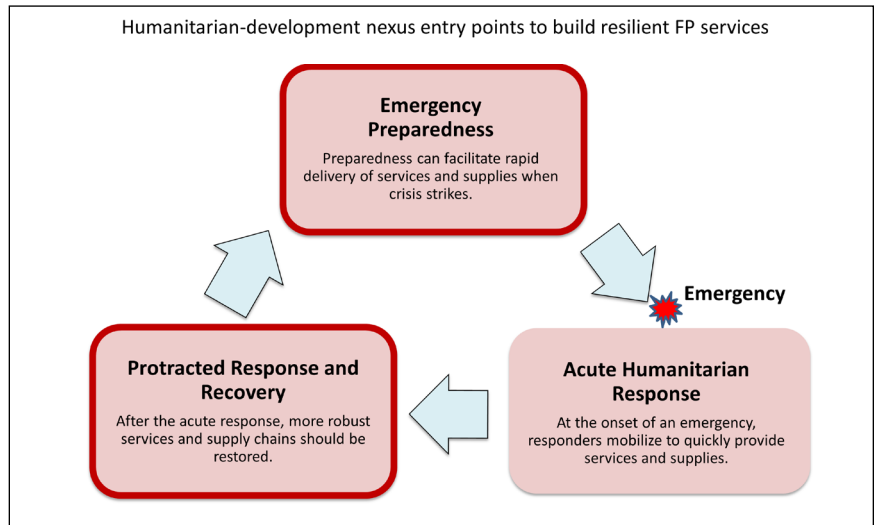 Humanitarian-development nexus entry points to build resilient FP services
Emergency
Preparedness
Preparedness can facilitate rapid
delivery of services and supplies when
crisis strikes.
Emergency
Protracted Response and
Recovery
After the acute response, more robust
services and supply chains should be
restored.
Acute Humanitarian
Response
At the onset of an emergency,
responders mobilize to quickly provide
services and supplies.